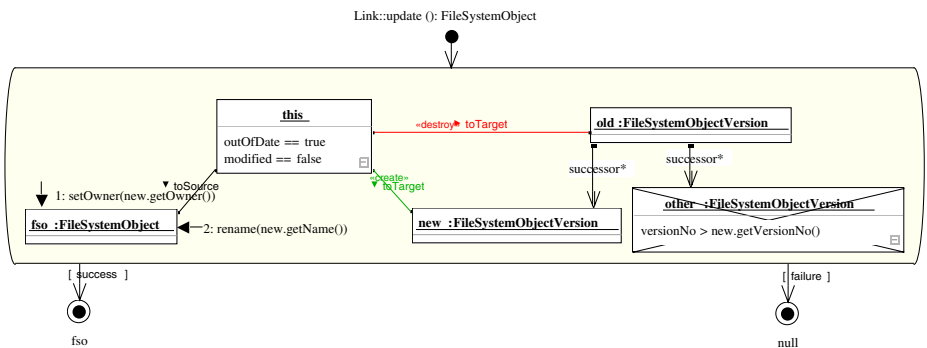 Link::update (): FileSystemObject
this
outOfDate == true
modified == false
«destroy» toTarget
old :FileSystemObjectVersion
successor*
successor*
«create»
toTarget
toSource
1: setOwner(new.getOwner())
fso :FileSystemObject
2: rename(new.getName())
new :FileSystemObjectVersion
other :FileSystemObjectVersion
versionNo > new.getVersionNo()
[ success ]
[ failure ]
fso
null